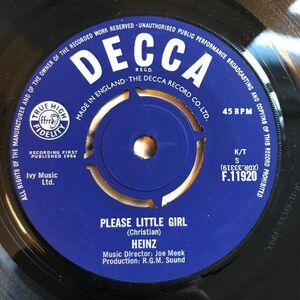 ALL RIGHTS OF THE MANUFACTURER AND OF THE OWNER OF THE RECORDED WORK RESERVED · UNAUTHORISED PUBLIC PERFORMANCE BROADCASTING AND COPYING OF THIS RECORD PROHIBITED
DECCA
REGD.
MADE IN ENGLAND · THE DECCA RECORD CO. LTD.
TRUE HIGH
ffrr
FIDELITY
45 RPM
RECORDING FIRST
PUBLISHED 1964
K/T
S
(XDR.33319)
F.11920
Ivy Music
Ltd.
PLEASE LITTLE GIRL
(Christian)
HEINZ
Music Director: Joe Meek
Production: R.G.M. Sound